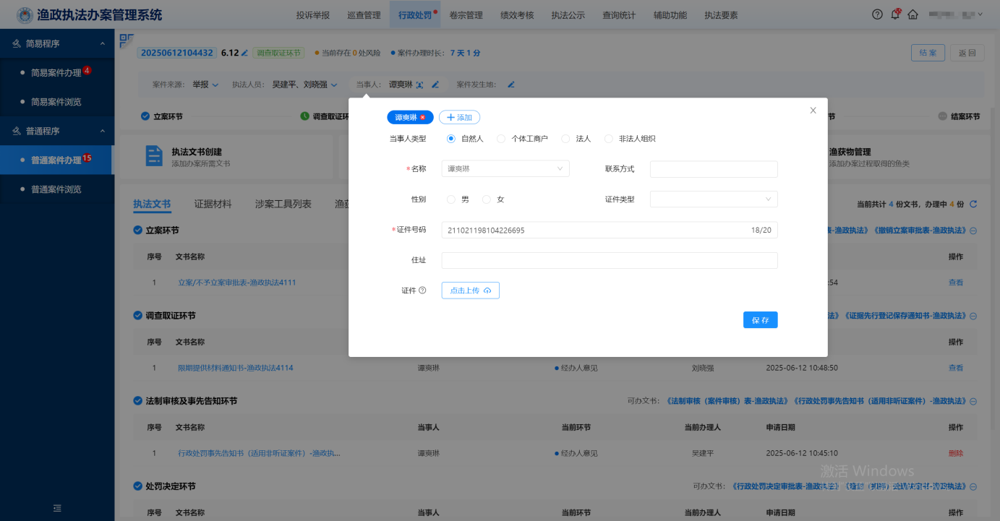 渔政执法办案管理系统
投诉举报 巡查管理 行政处罚 卷宗管理 绩效考核 执法公示 查询统计 辅助功能 执法要素
简易程序
简易案件办理 4
简易案件浏览
普通程序
普通案件办理 15
普通案件浏览
20250612104432 6.12 调查取证环节 当前存在0处风险 案件办理时长： 7 天 1 分 结 案 返 回
案件来源： 举报 执法人员： 吴建平、刘晓强 当事人： 谭爽琳 案件发生地：
立案环节 调查取证环 节 结案环节
执法文书创建
添加办案所需文书
渔获物管理
添加办案过程取得的鱼类
谭爽琳 添加
当事人类型 自然人 个体工商户 法人 非法人组织
*名称 谭爽琳 联系方式
性别 男 女 证件类型
*证件号码 211021198104226695 18/20
住址
证件 点击上传
保 存
执法文书 证据材料 涉案工具列表 渔获 当前共计 4 份文书，办理中 4 份
立案环节 表-渔政执法》《撤销立案审批表-渔政执法》
序号 文书名称 操作
1 立案/不予立案审批表-渔政执法4111 :54 查看
调查取证环节 法》 《证据先行登记保存通知书-渔政执法》
序号 文书名称 操作
1 限期提供材料通知书-渔政执法4114 谭爽琳 经办人意见 刘晓强 2025-06-12 10:48:50 查看
法制审核及事先告知环节 可办文书： 《法制审核（案件审核）表-渔政执法》《行政处罚事先告知书（适用非听证案件）-渔政执法》
序号 文书名称 当事人 当前环节 当前办理人 申请日期 操作
1 行政处罚事先告知书（适用非听证案件）-渔政执... 谭爽琳 经办人意见 吴建平 2025-06-12 10:45:10 删除
激活 Windows
处罚决定环节 可办文书： 《行政处罚决定审批表-渔政
序号 文书名称 当事人 当前环节 当前办理人 申请日期 操作